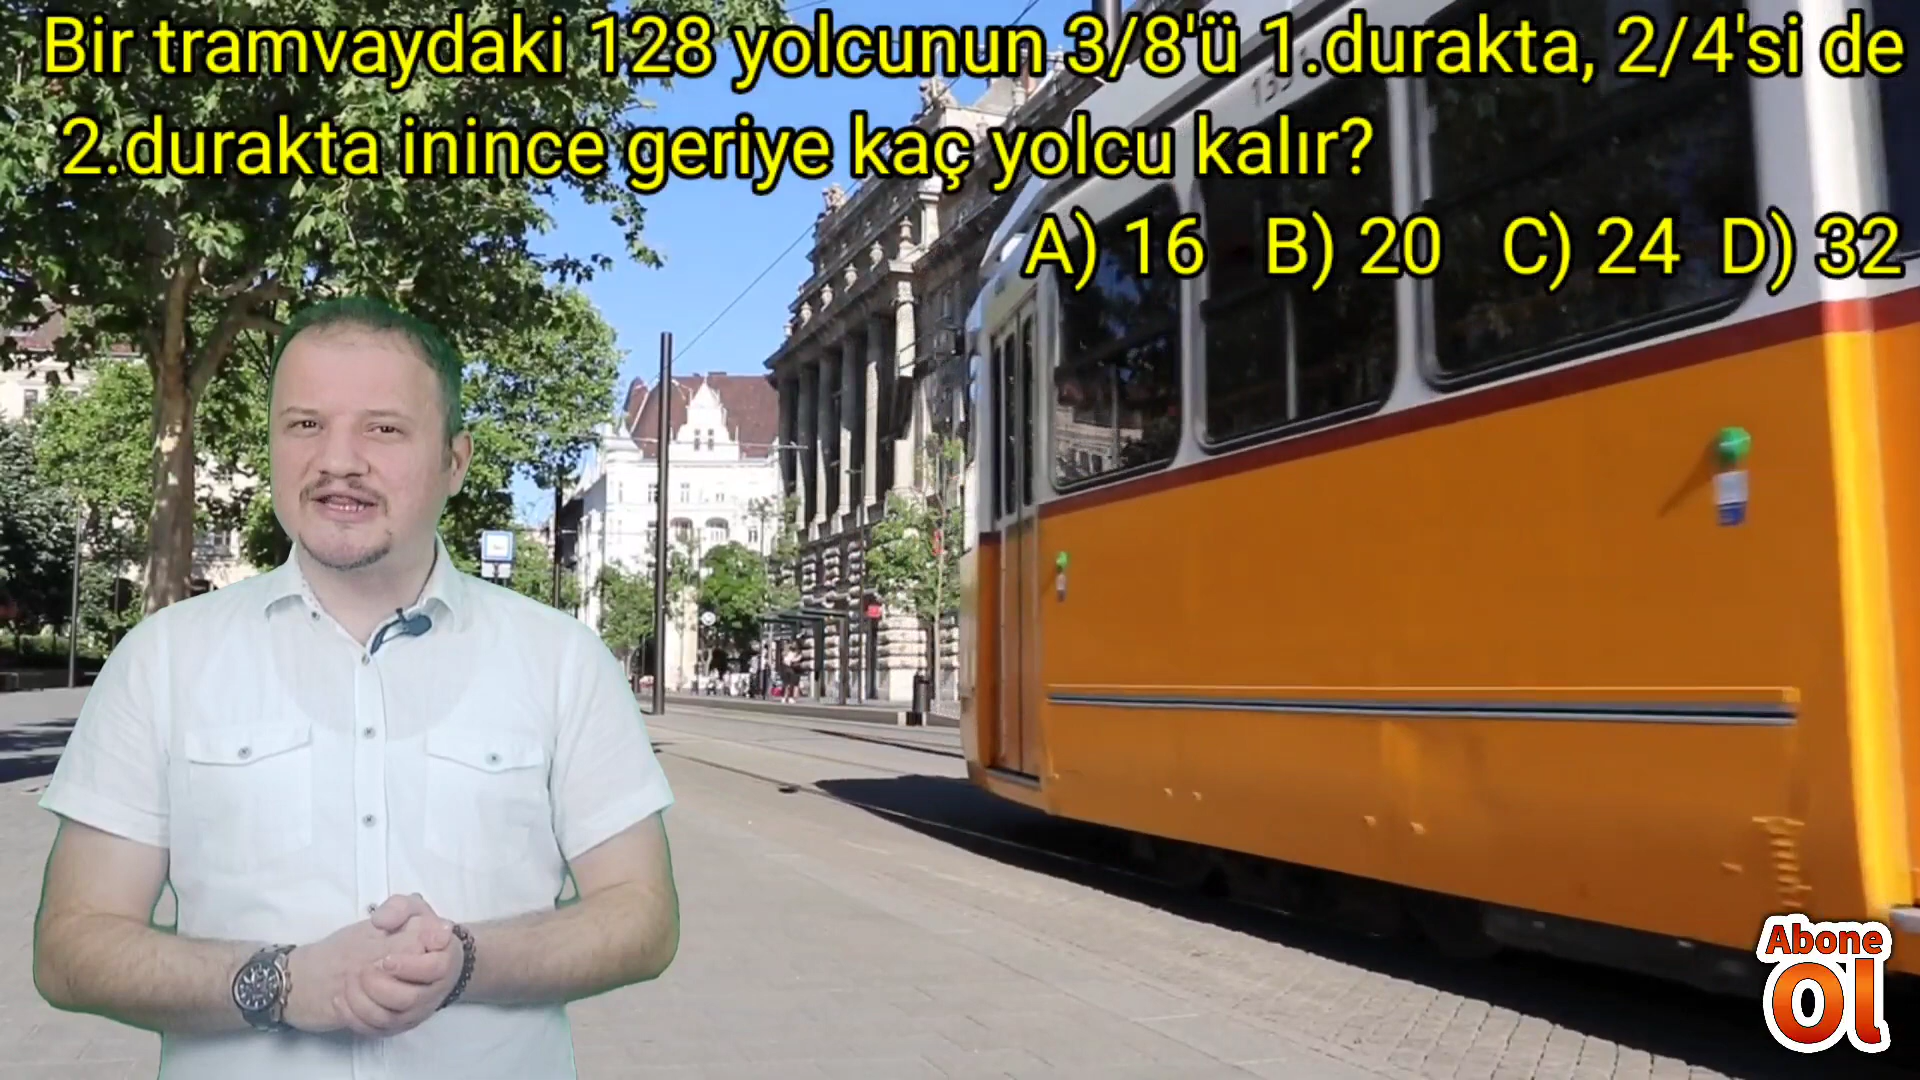 Bir tramvaydaki 128 yolcunun 3/8'ü 1.durakta, 2/4'si de
2.durakta inince geriye kaç yolcu kalır?
A) 16 B) 20 C) 24 D) 32
Abone
Ol